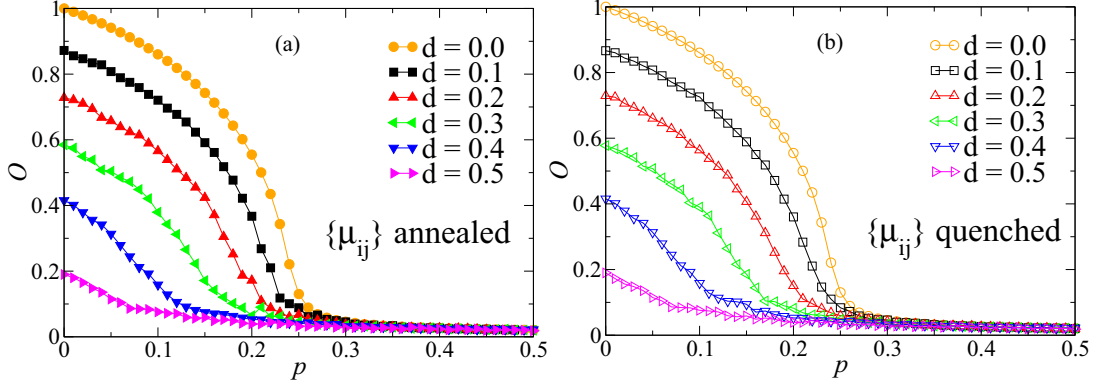 (a)
d = 0.0
d = 0.1
d = 0.2
d = 0.3
d = 0.4
d = 0.5
{μij} annealed
O
1
0.8
0.6
0.4
0.2
0
0 0.1 0.2 0.3 0.4 0.5
p
(b)
d = 0.0
d = 0.1
d = 0.2
d = 0.3
d = 0.4
d = 0.5
{μij} quenched
O
1
0.8
0.6
0.4
0.2
0
0 0.1 0.2 0.3 0.4 0.5
p